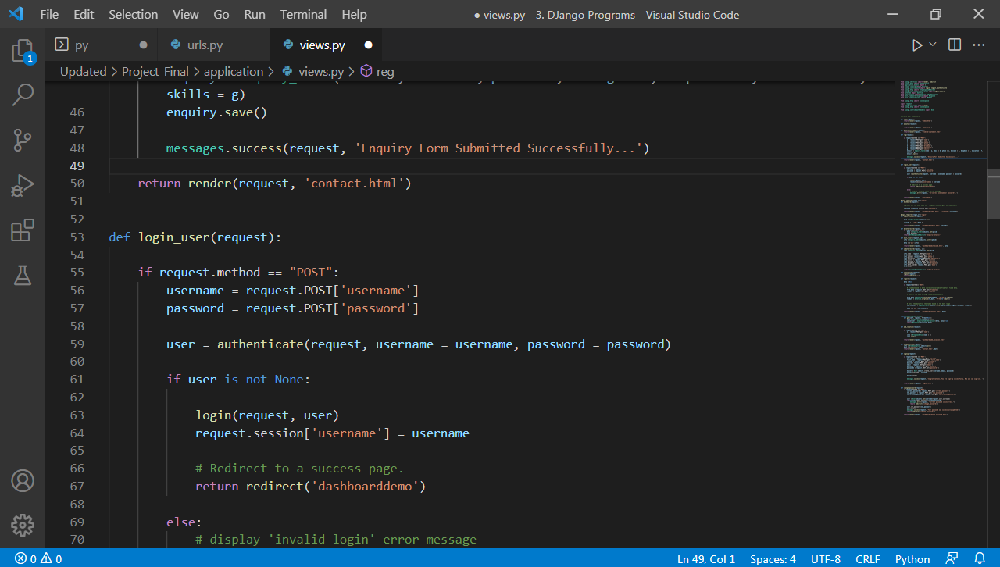 File Edit Selection View Go Run Terminal Help ● views.py - 3. DJango Programs - Visual Studio Code
py urls.py views.py
1
Updated > Project_Final > application > views.py > reg
skills = g)
46 enquiry.save()
47
48 messages.success(request, 'Enquiry Form Submitted Successfully...')
49
50 return render(request, 'contact.html')
51
52
53 def login_user(request):
54
55 if request.method == "POST":
56 username = request.POST['username']
57 password = request.POST['password']
58
59 user = authenticate(request, username = username, password = password)
60
61 if user is not None:
62
63 login(request, user)
64 request.session['username'] = username
65
66 # Redirect to a success page.
67 return redirect('dashboarddemo')
68
69 else:
70 # display 'invalid login' error message
0 0 Ln 49, Col 1 Spaces: 4 UTF-8 CRLF Python